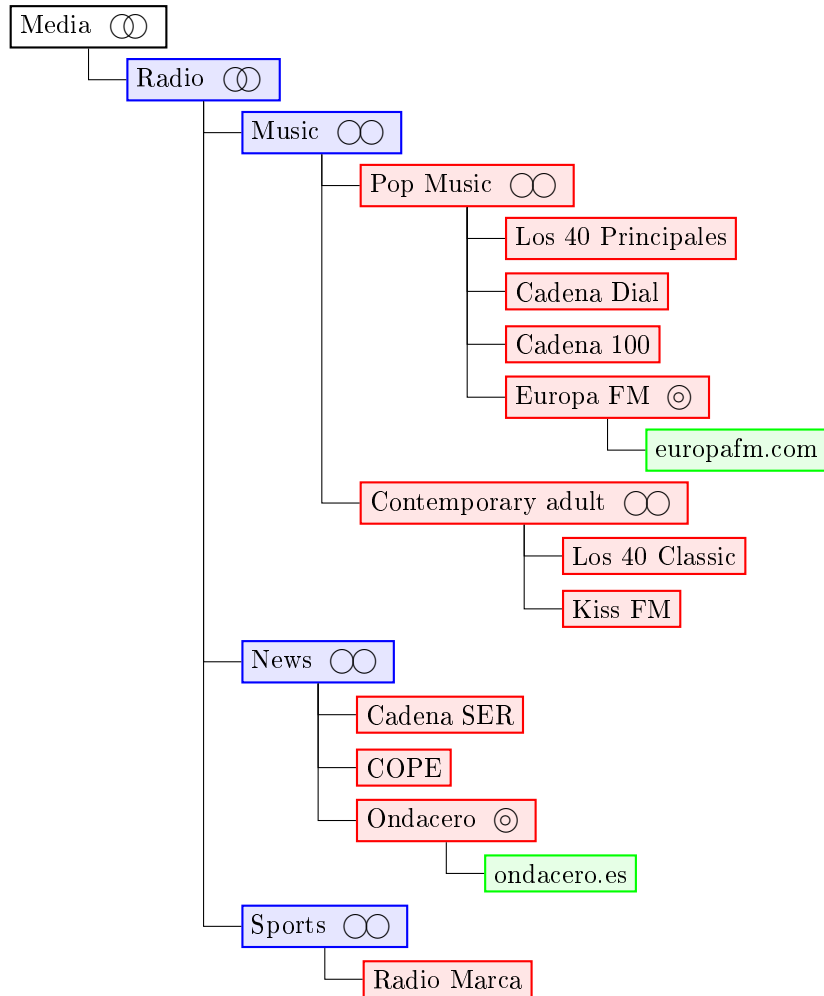 Media
Radio
Music
Pop Music
Los 40 Principales
Cadena Dial
Cadena 100
Europa FM
europafm.com
Contemporary adult
Los 40 Classic
Kiss FM
News
Cadena SER
COPE
Ondacero
ondacero.es
Sports
Radio Marca